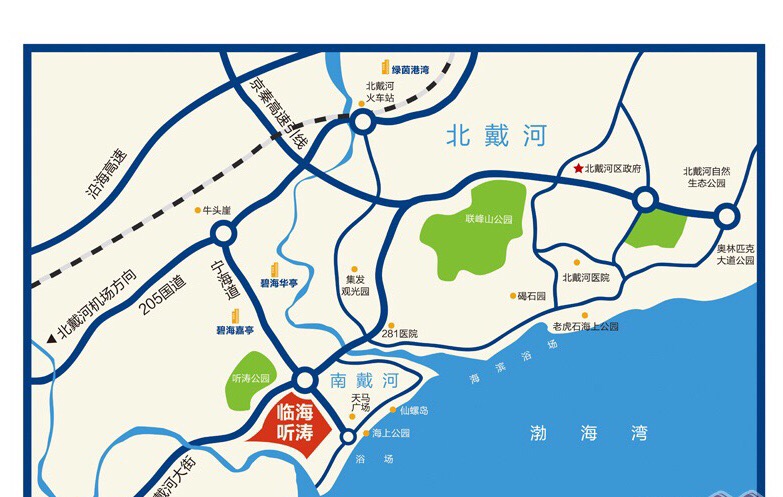 绿茵港湾
北戴河
火车站
京秦高速引线
北戴河
沿海高速
北戴河区政府
北戴河自然
生态公园
牛头崖
联峰山公园
奥林匹克
大道公园
宁海道
碧海华亭
集发
观光园
北戴河医院
北戴河机场方向
205国道
碣石园
碧海嘉亭
老虎石海上公园
281医院
海滨浴场
听涛公园
南戴河
天马
广场
临海
听涛
仙螺岛
海上公园
渤海湾
浴场
戴河大街